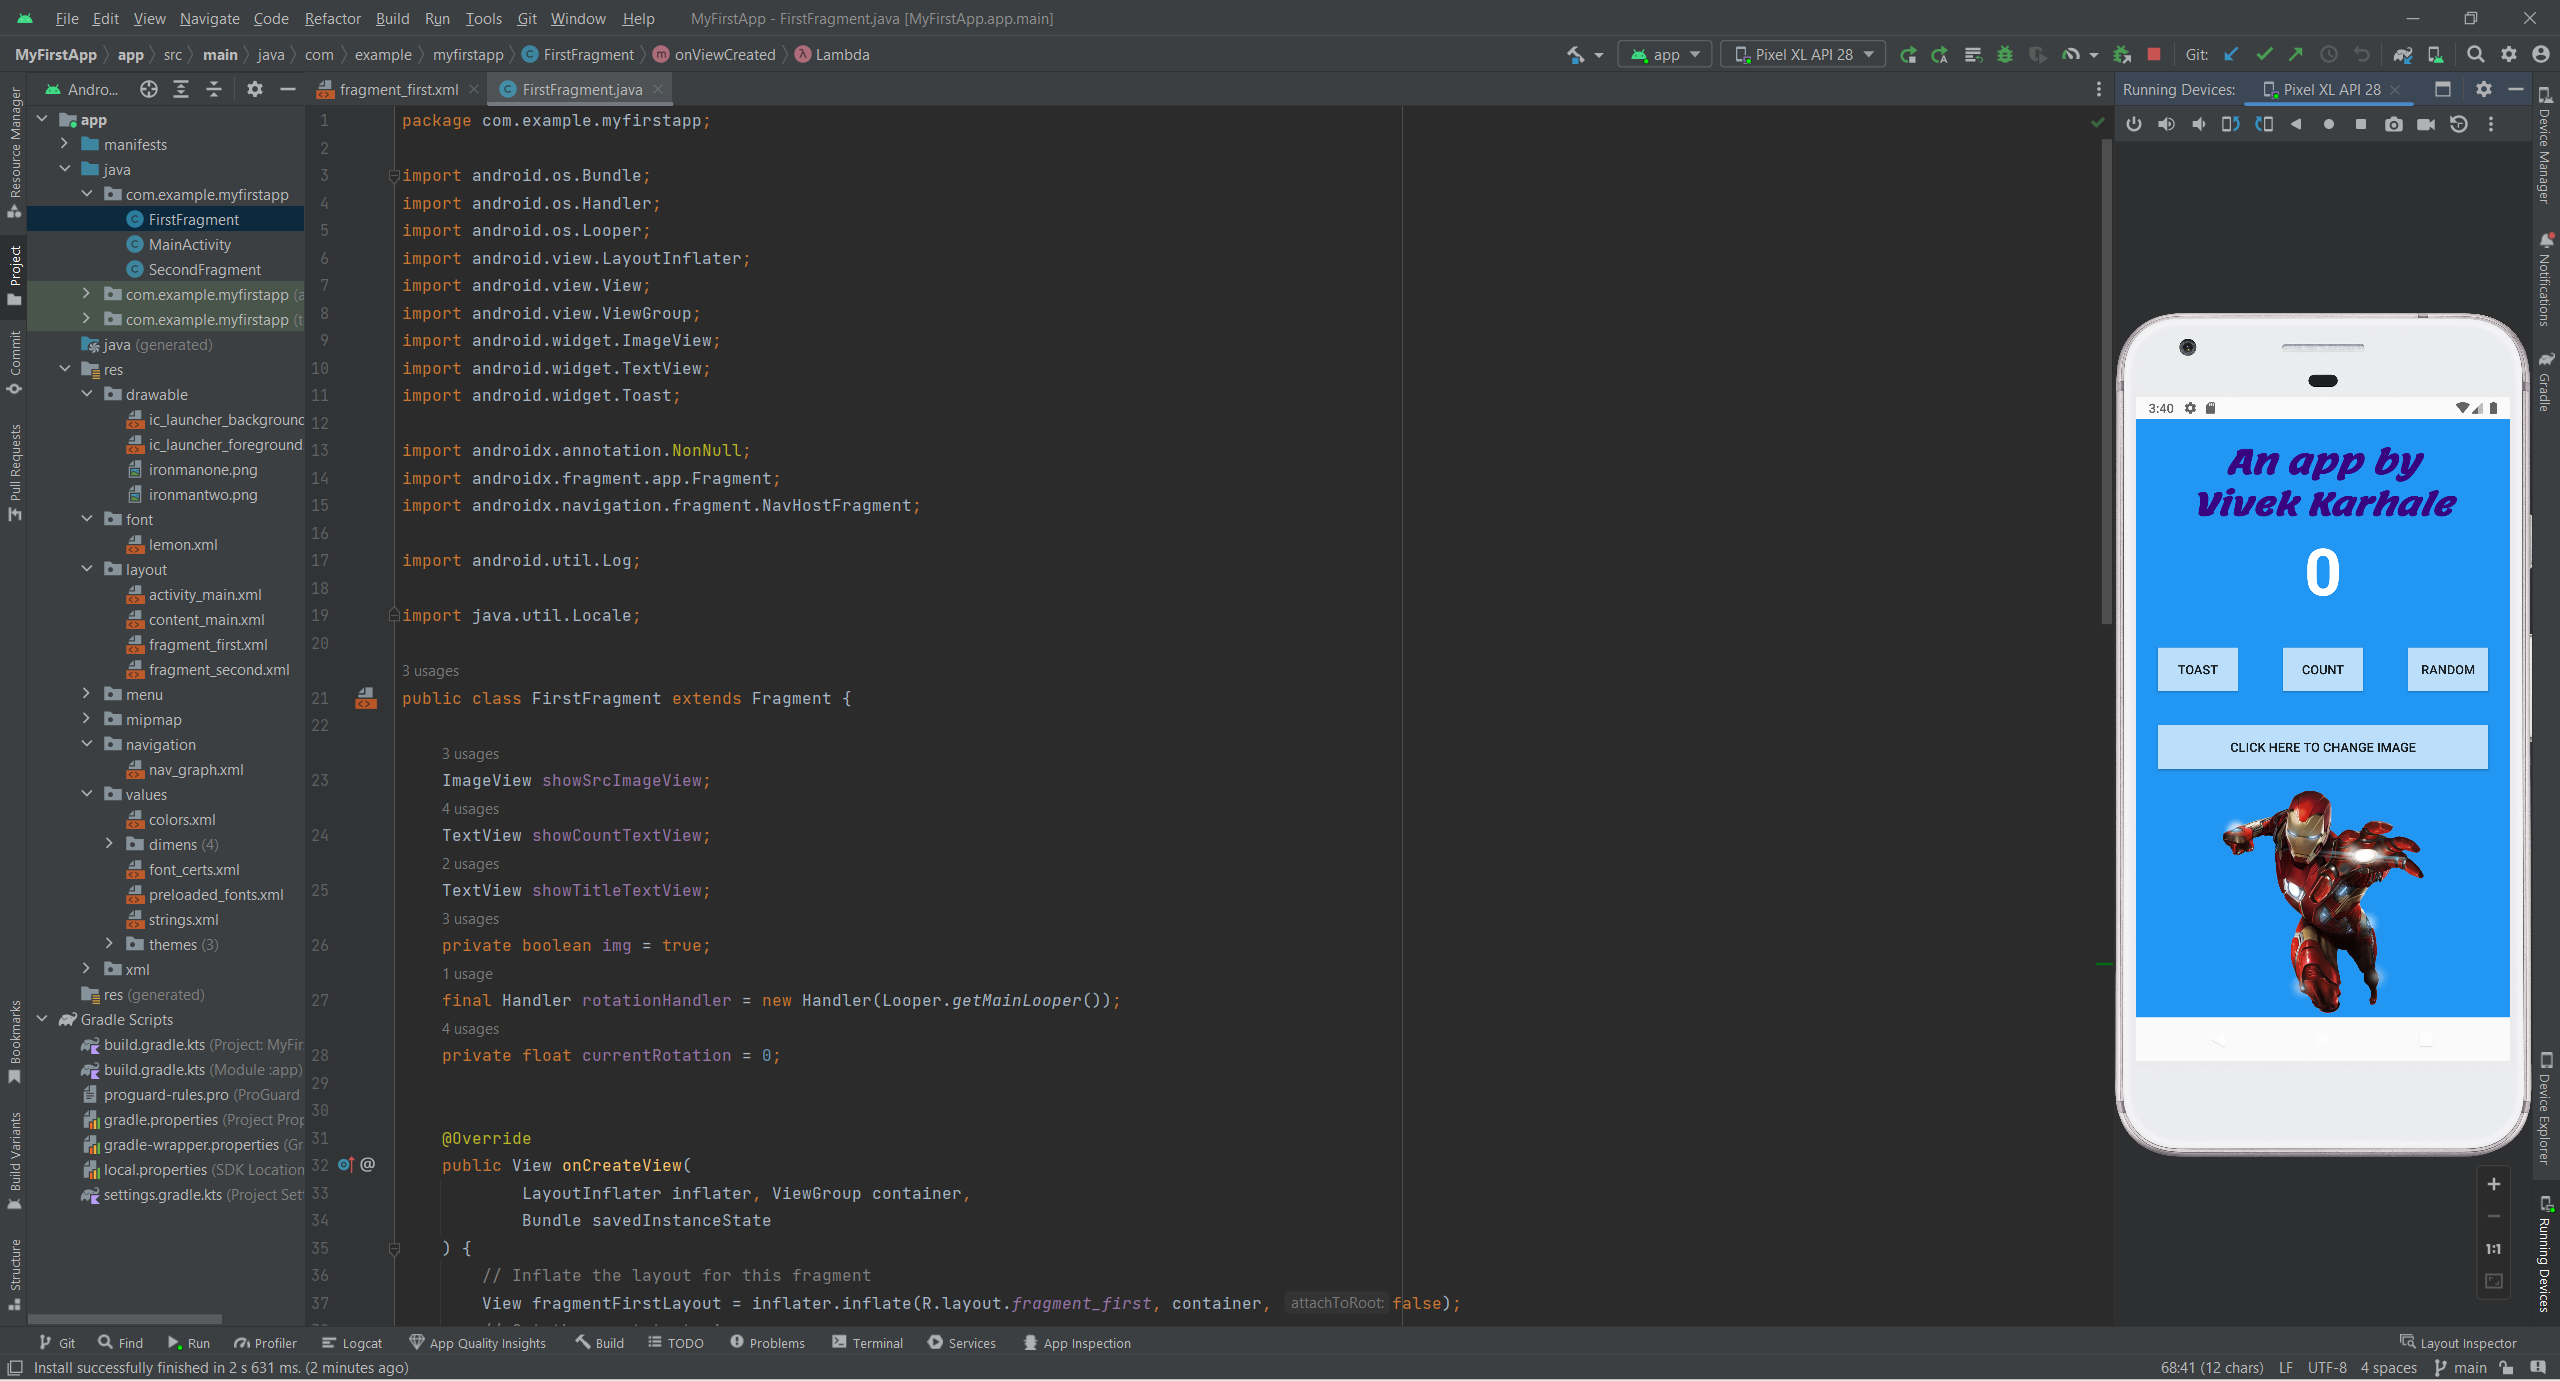 File Edit View Navigate Code Refactor Build Run Tools Git Window Help MyFirstApp - FirstFragment.java [MyFirstApp.app.main]
MyFirstApp app src main java com example myfirstapp FirstFragment onViewCreated Lambda app Pixel XL API 28 Git:
Andro... fragment_first.xml FirstFragment.java Running Devices: Pixel XL API 28
Resource Manager
Project
Commit
Pull Requests
Bookmarks
Build Variants
Structure
app
manifests
java
com.example.myfirstapp
FirstFragment
MainActivity
SecondFragment
com.example.myfirstapp (a
com.example.myfirstapp (t
java (generated)
res
drawable
ic_launcher_background
ic_launcher_foreground.
ironmanone.png
ironmantwo.png
font
lemon.xml
layout
activity_main.xml
content_main.xml
fragment_first.xml
fragment_second.xml
menu
mipmap
navigation
nav_graph.xml
values
colors.xml
dimens (4)
font_certs.xml
preloaded_fonts.xml
strings.xml
themes (3)
xml
res (generated)
Gradle Scripts
build.gradle.kts (Project: MyFir
build.gradle.kts (Module :app)
proguard-rules.pro (ProGuard
gradle.properties (Project Prop
gradle-wrapper.properties (Gr
local.properties (SDK Location
settings.gradle.kts (Project Set
1 package com.example.myfirstapp;
2
3 import android.os.Bundle;
4 import android.os.Handler;
5 import android.os.Looper;
6 import android.view.LayoutInflater;
7 import android.view.View;
8 import android.view.ViewGroup;
9 import android.widget.ImageView;
10 import android.widget.TextView;
11 import android.widget.Toast;
12
13 import androidx.annotation.NonNull;
14 import androidx.fragment.app.Fragment;
15 import androidx.navigation.fragment.NavHostFragment;
16
17 import android.util.Log;
18
19 import java.util.Locale;
20
3 usages
21 public class FirstFragment extends Fragment {
22
3 usages
23 ImageView showSrcImageView;
4 usages
24 TextView showCountTextView;
2 usages
25 TextView showTitleTextView;
3 usages
26 private boolean img = true;
1 usage
27 final Handler rotationHandler = new Handler(Looper.getMainLooper());
4 usages
28 private float currentRotation = 0;
29
30
31 @Override
32 @ public View onCreateView(
33 LayoutInflater inflater, ViewGroup container,
34 Bundle savedInstanceState
35 ) {
36 // Inflate the layout for this fragment
37 View fragmentFirstLayout = inflater.inflate(R.layout.fragment_first, container, attachToRoot: false);
3:40
An app by
Vivek Karhale
0
TOAST COUNT RANDOM
CLICK HERE TO CHANGE IMAGE
1:1
Device Manager
Notifications
Gradle
Device Explorer
Running Devices
Git Find Run Profiler Logcat App Quality Insights Build TODO Problems Terminal Services App Inspection Layout Inspector
Install successfully finished in 2 s 631 ms. (2 minutes ago) 68:41 (12 chars) LF UTF-8 4 spaces main